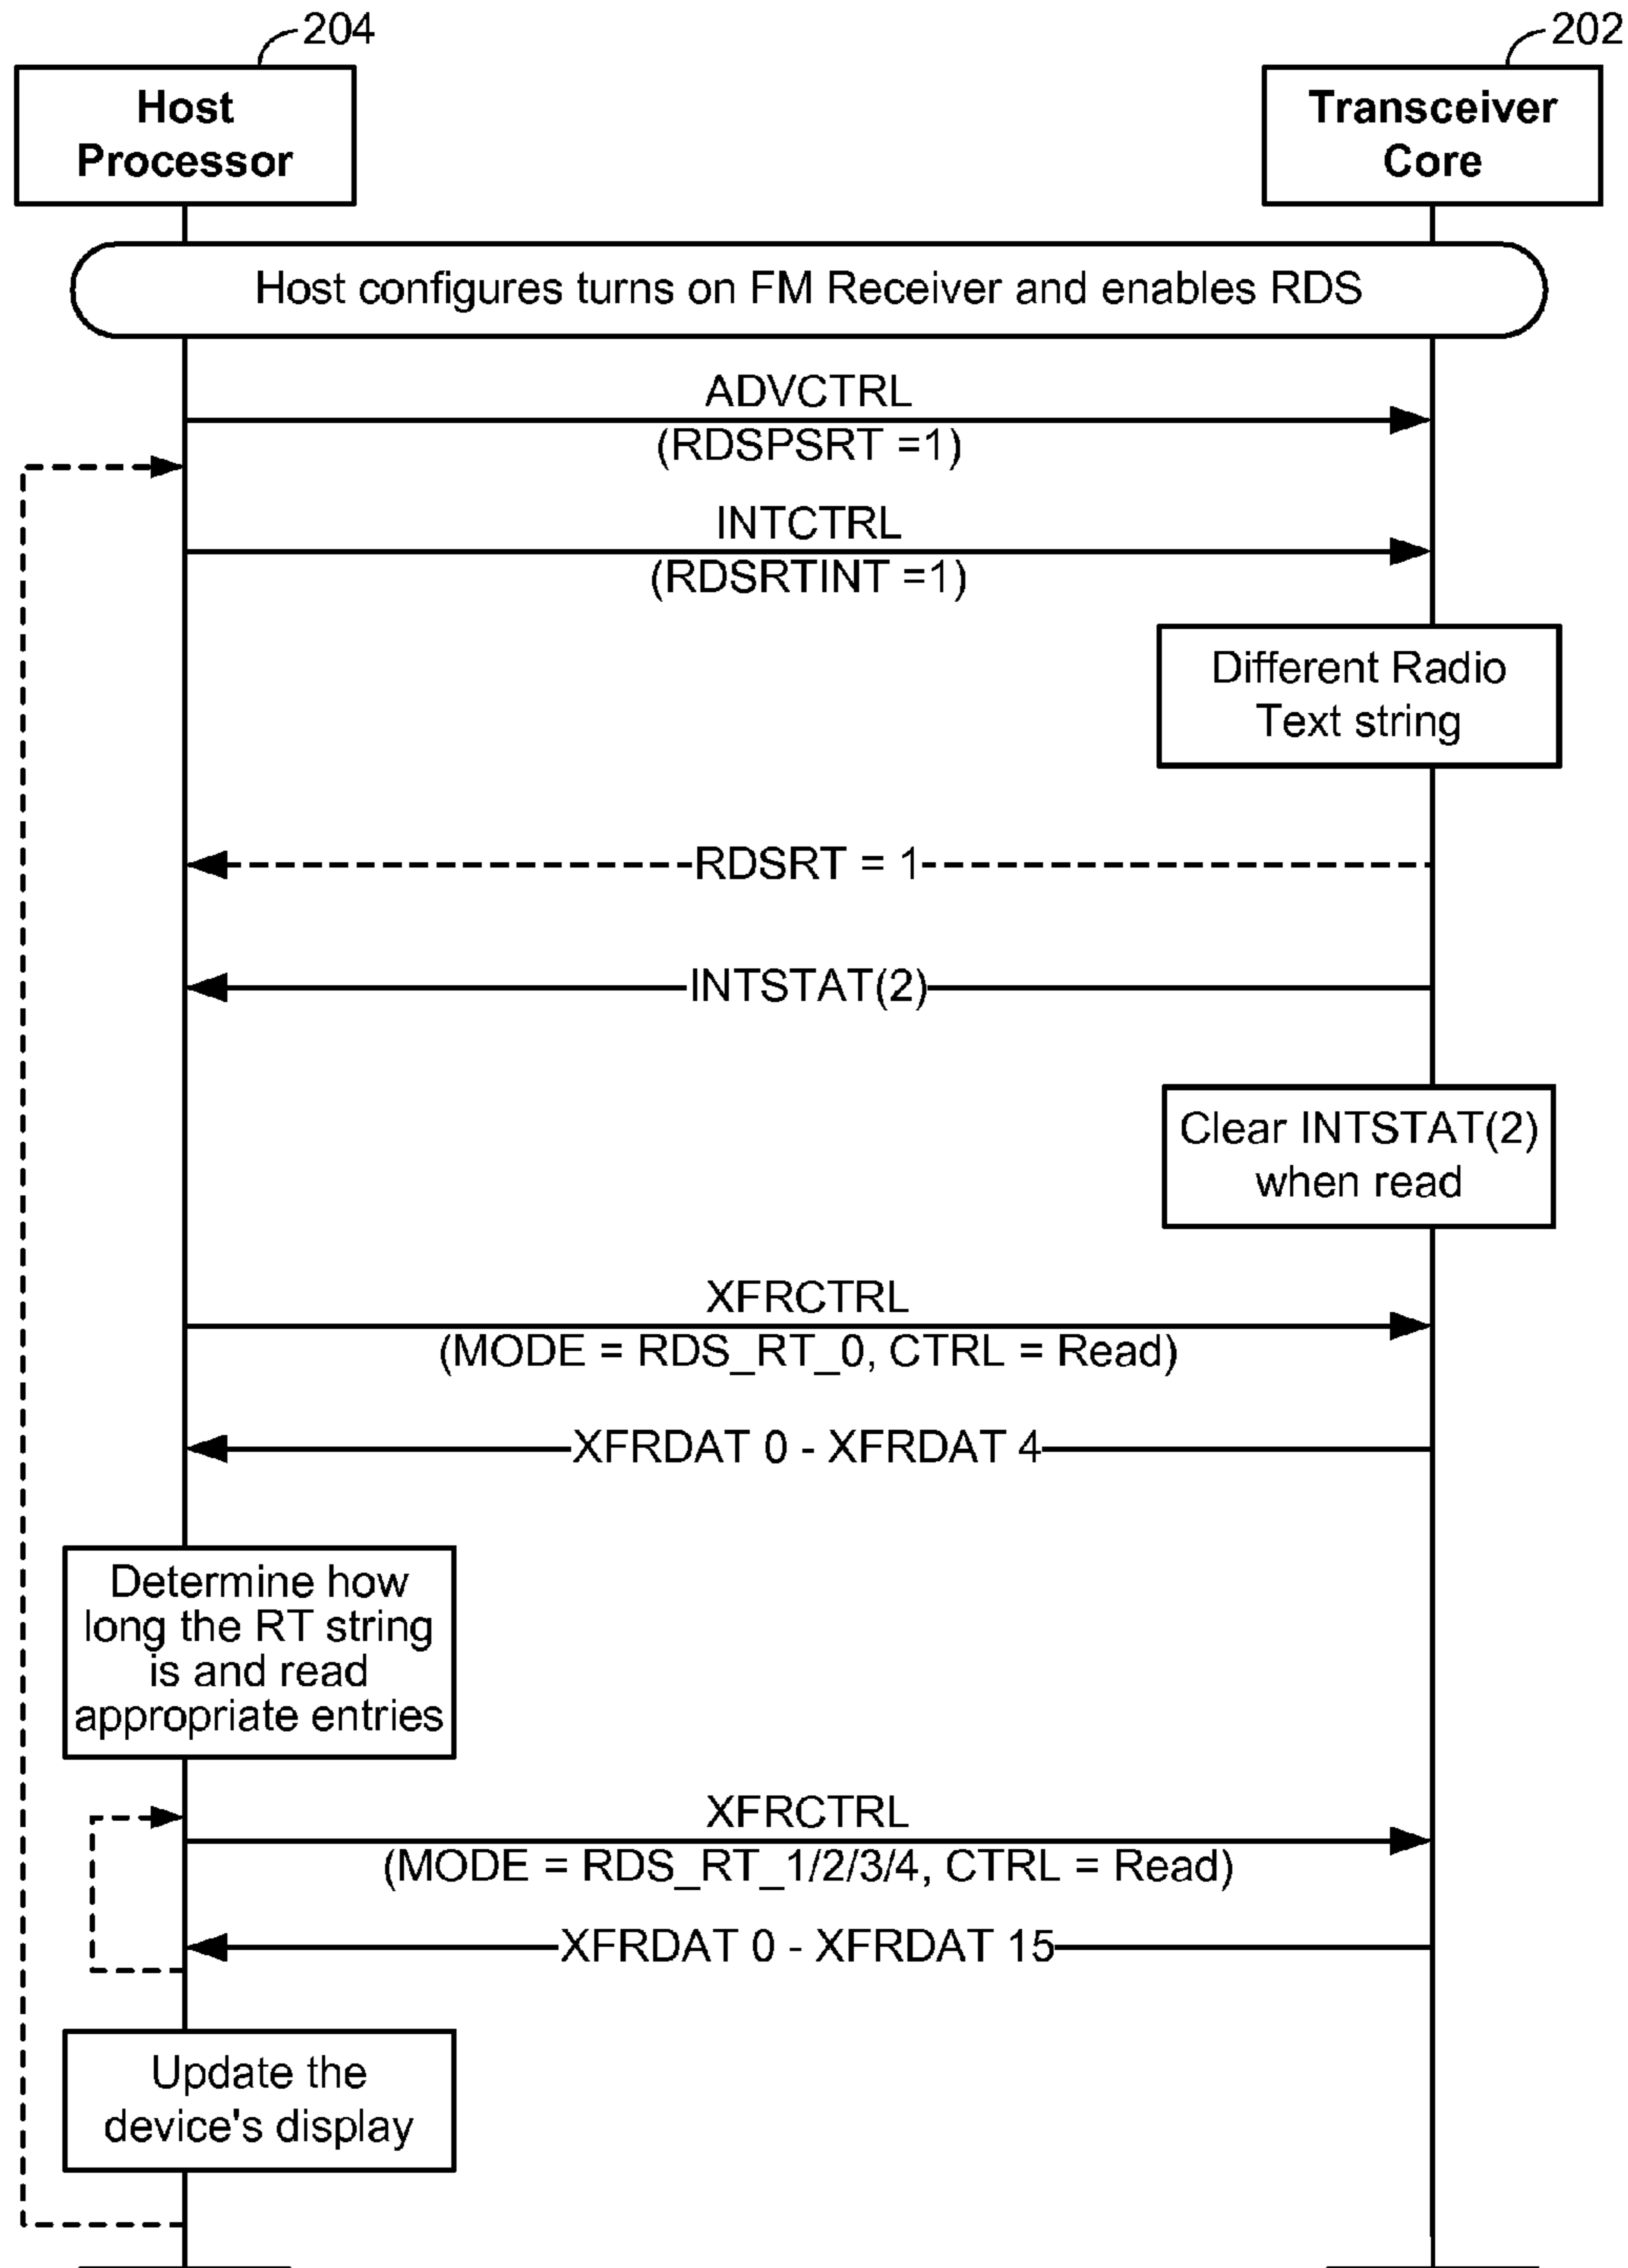 204
202
Host
Processor
Transceiver
Core
Host configures turns on FM Receiver and enables RDS
ADVCTRL
(RDSPSRT =1)
INTCTRL
(RDSRTINT =1)
Different Radio
Text string
RDSRT = 1
INTSTAT(2)
Clear INTSTAT(2)
when read
XFRCTRL
(MODE = RDS_RT_0, CTRL = Read)
XFRDAT 0 - XFRDAT 4
Determine how
long the RT string
is and read
appropriate entries
XFRCTRL
(MODE = RDS_RT_1/2/3/4, CTRL = Read)
XFRDAT 0 - XFRDAT 15
Update the
device's display